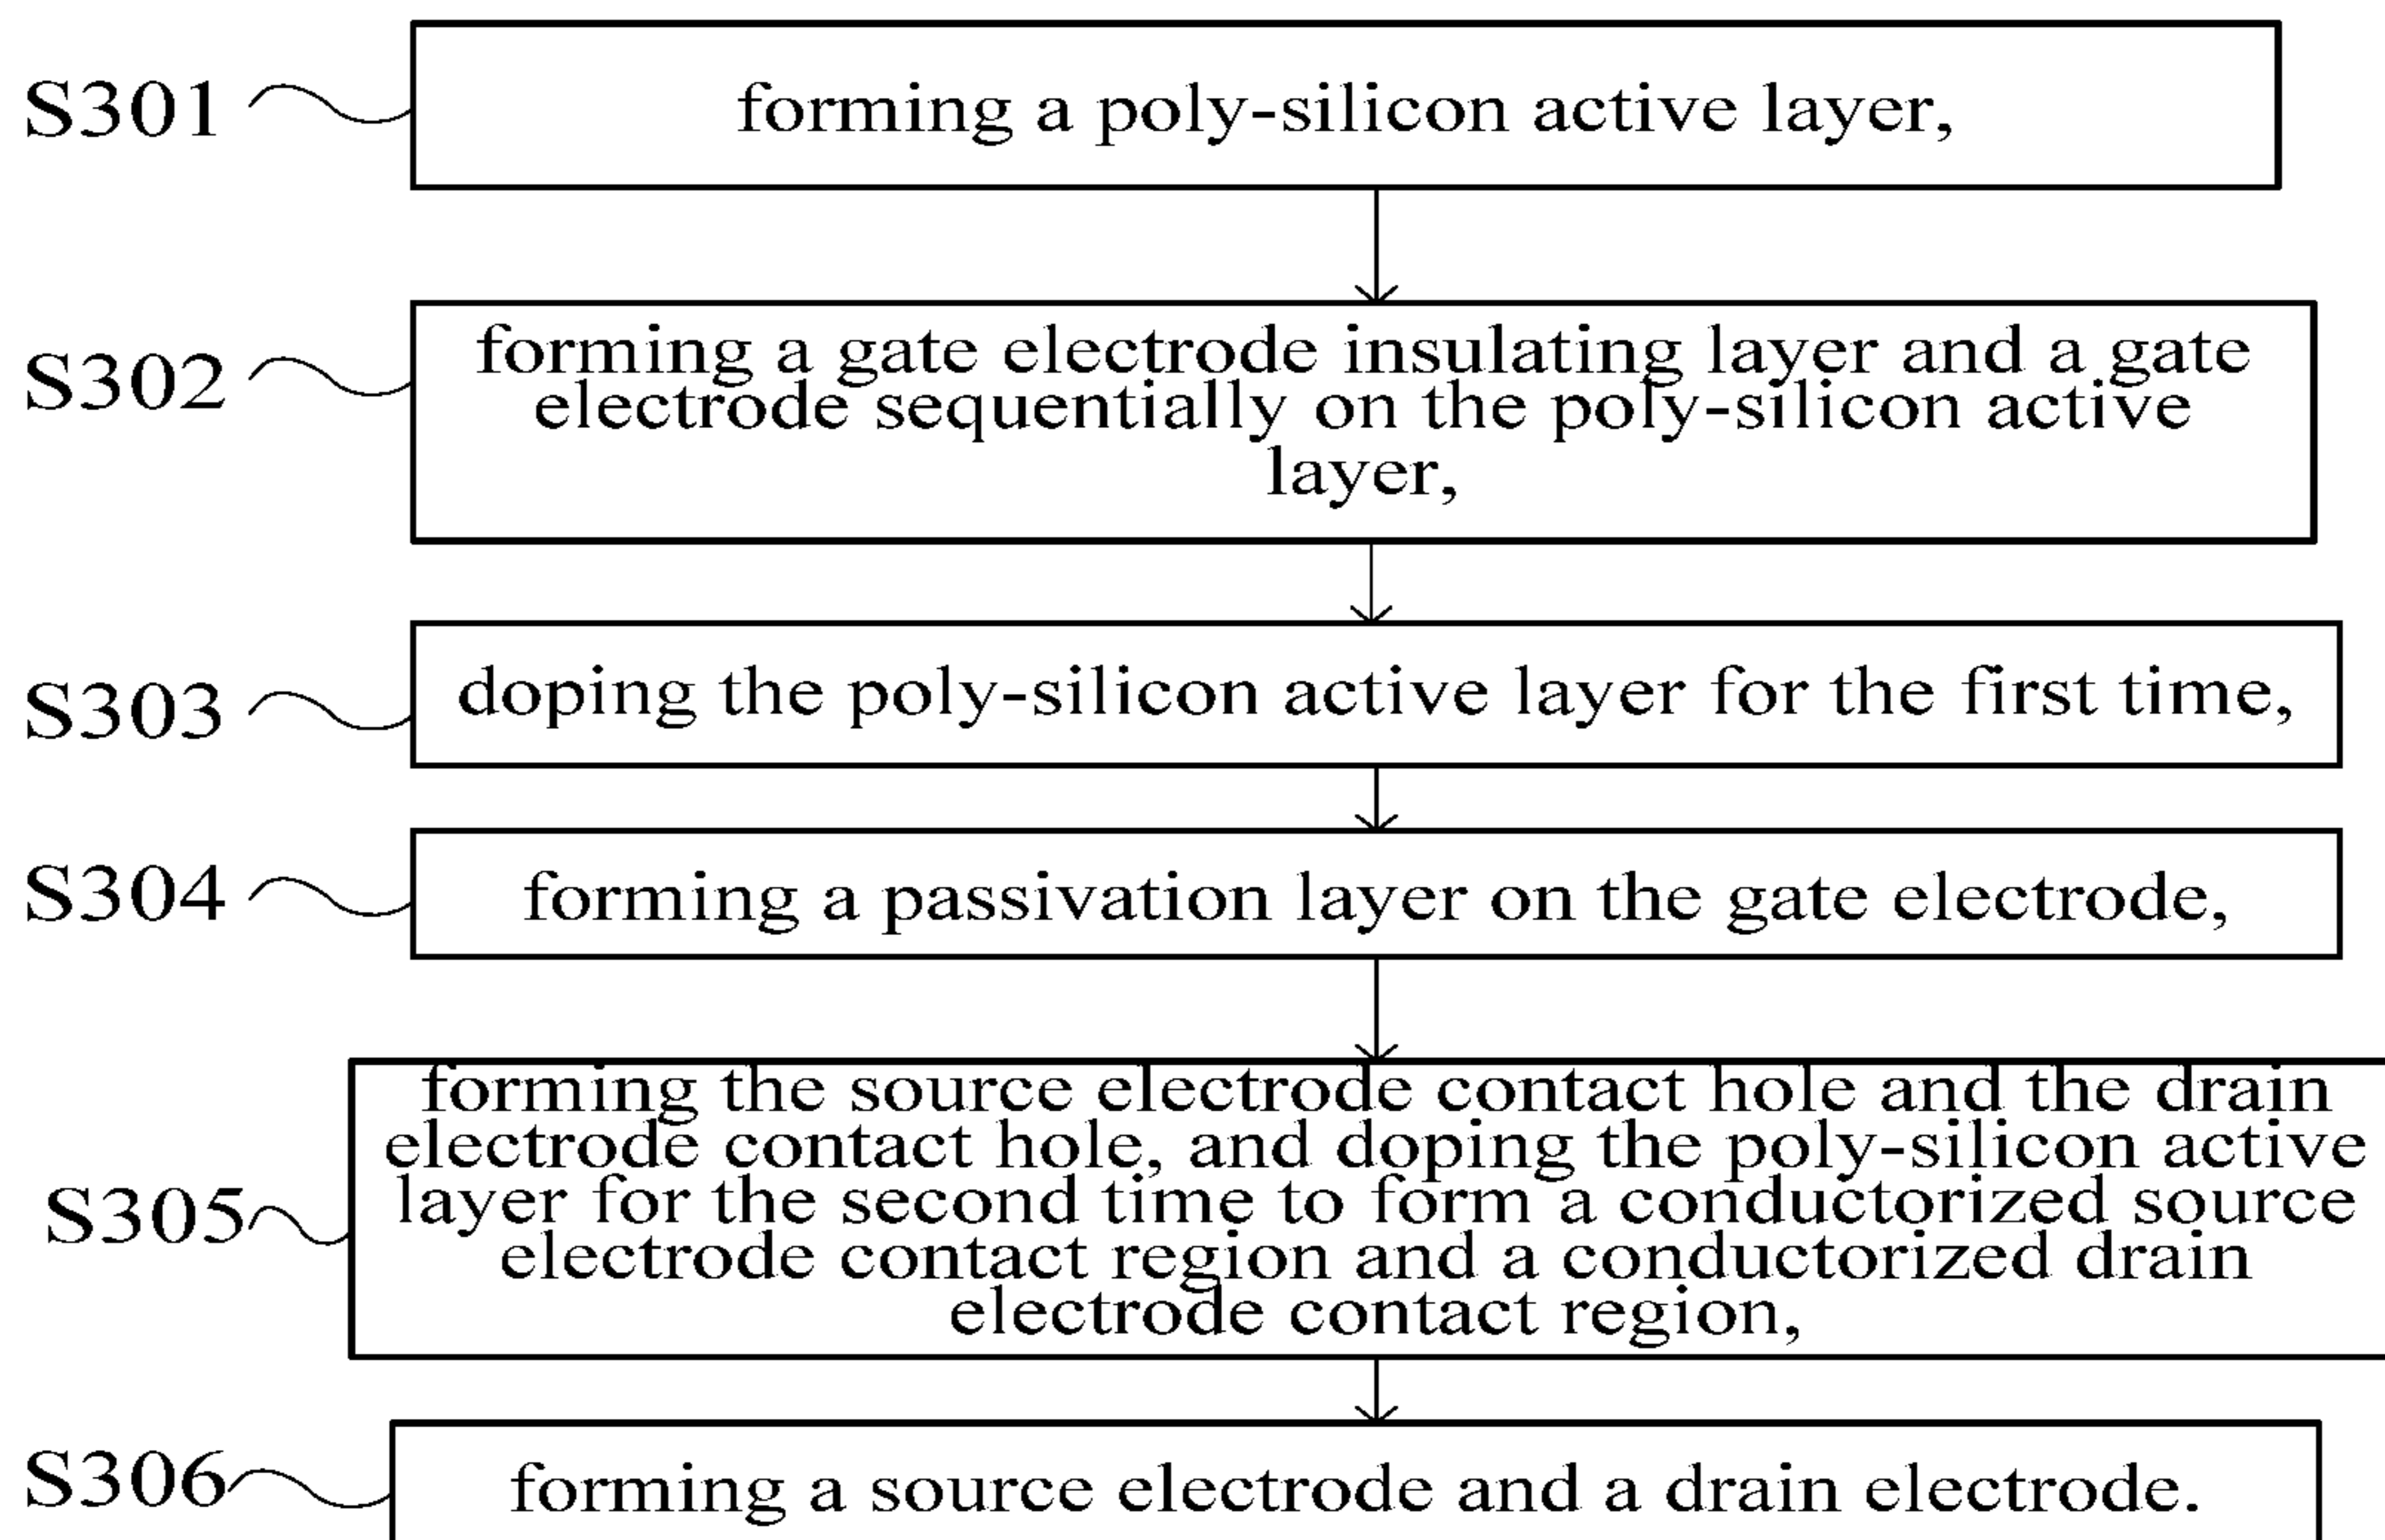 S301
forming a poly-silicon active layer,
S302
forming a gate electrode insulating layer and a gate
electrode sequentially on the poly-silicon active
layer,
S303
doping the poly-silicon active layer for the first time,
S304
forming a passivation layer on the gate electrode,
S305
forming the source electrode contact hole and the drain
electrode contact hole, and doping the poly-silicon active
layer for the second time to form a conductorized source
electrode contact region and a conductorized drain
electrode contact region,
S306
forming a source electrode and a drain electrode.